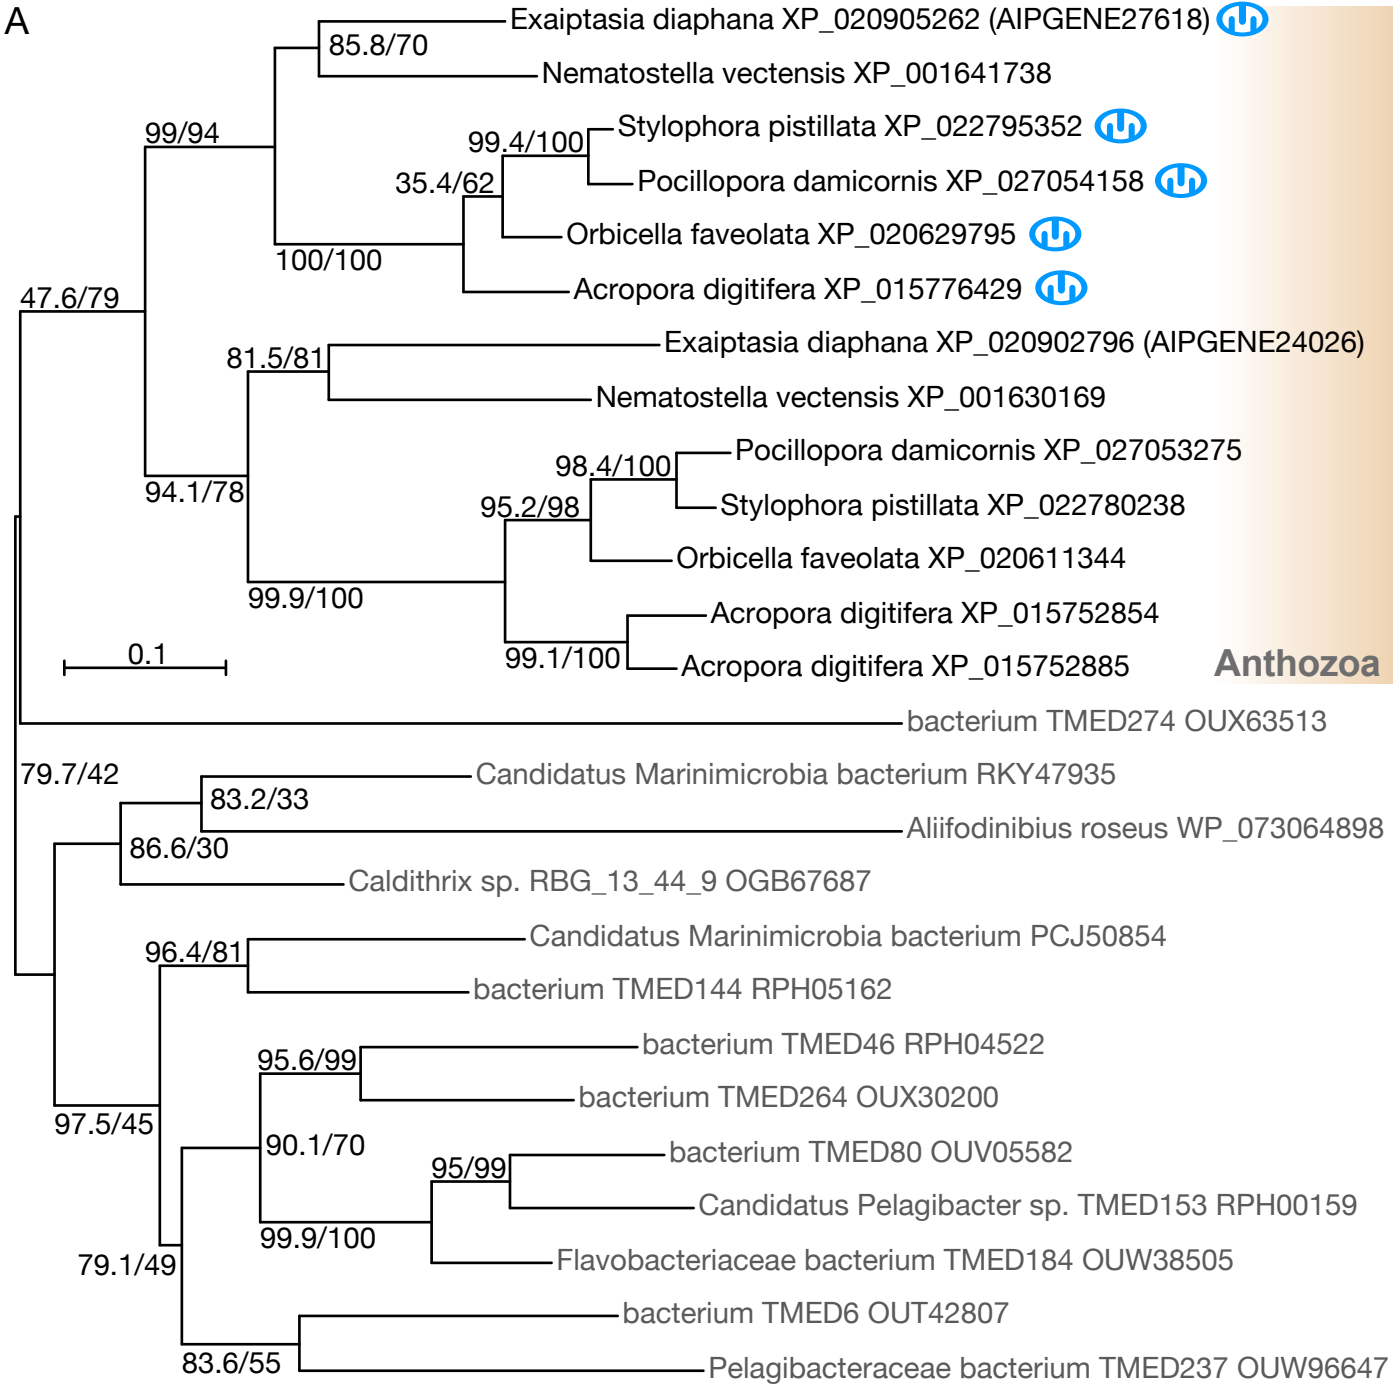 A
Exaiptasia diaphana XP_020905262 (AIPGENE27618)
85.8/70
Nematostella vectensis XP_001641738
99/94
Stylophora pistillata XP_022795352
99.4/100
Pocillopora damicornis XP_027054158
35.4/62
Orbicella faveolata XP_020629795
100/100
Acropora digitifera XP_015776429
47.6/79
Exaiptasia diaphana XP_020902796 (AIPGENE24026)
81.5/81
Nematostella vectensis XP_001630169
Pocillopora damicornis XP_027053275
98.4/100
94.1/78
95.2/98
Stylophora pistillata XP_022780238
Orbicella faveolata XP_020611344
99.9/100
Acropora digitifera XP_015752854
0.1
99.1/100
Acropora digitifera XP_015752885
Anthozoa
bacterium TMED274 OUX63513
79.7/42
Candidatus Marinimicrobia bacterium RKY47935
83.2/33
Aliifodinibius roseus WP_073064898
86.6/30
Caldithrix sp. RBG_13_44_9 OGB67687
Candidatus Marinimicrobia bacterium PCJ50854
96.4/81
bacterium TMED144 RPH05162
bacterium TMED46 RPH04522
95.6/99
bacterium TMED264 OUX30200
97.5/45
90.1/70
bacterium TMED80 OUV05582
95/99
Candidatus Pelagibacter sp. TMED153 RPH00159
99.9/100
Flavobacteriaceae bacterium TMED184 OUW38505
79.1/49
bacterium TMED6 OUT42807
83.6/55
Pelagibacteraceae bacterium TMED237 OUW96647